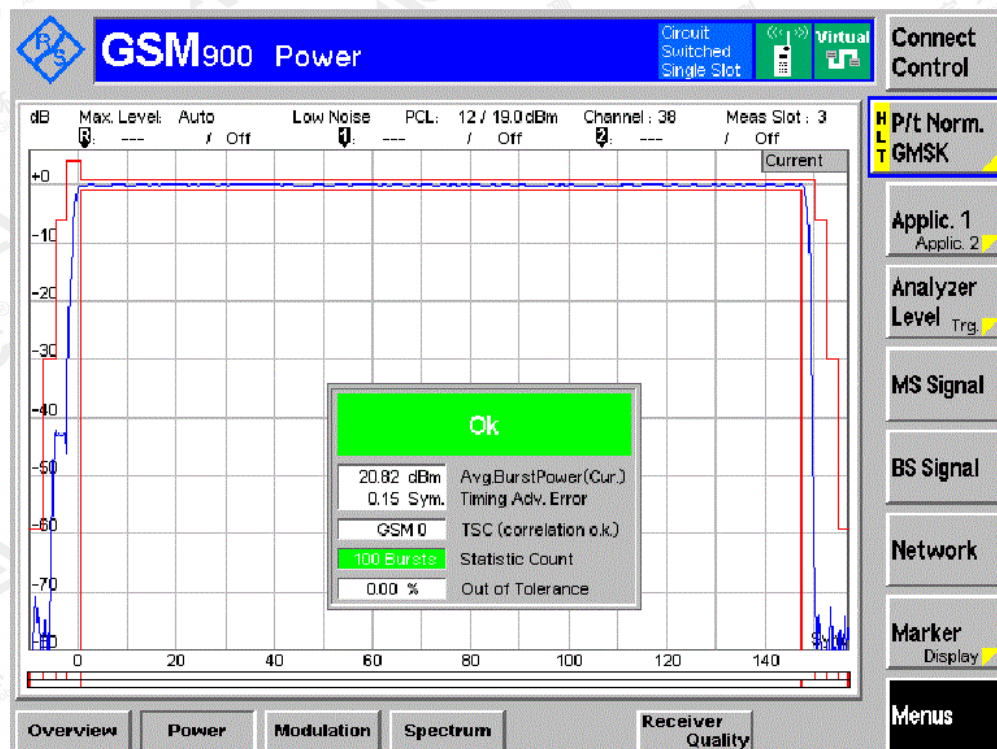 R/S
GSM900 Power
Circuit Switched Single Slot
Virtual
Connect Control
dB Max. Level: Auto Low Noise PCL: 12 / 19.0 dBm Channel : 38 Meas Slot : 3
R: --- / Off 1: --- / Off 2: --- / Off
Current
HLT
P/t Norm. GMSK
Applic. 1
Applic. 2
Analyzer Level Trg.
MS Signal
BS Signal
Network
Marker
Display
Menus
+0
-10
-20
-30
-40
-50
-60
-70
-80
Ok
20.82 dBm Avg.BurstPower(Cur.)
0.15 Sym. Timing Adv. Error
GSM 0 TSC (correlation o.k.)
100 Bursts Statistic Count
0.00 % Out of Tolerance
0 20 40 60 80 100 120 140
Overview Power Modulation Spectrum Receiver Quality